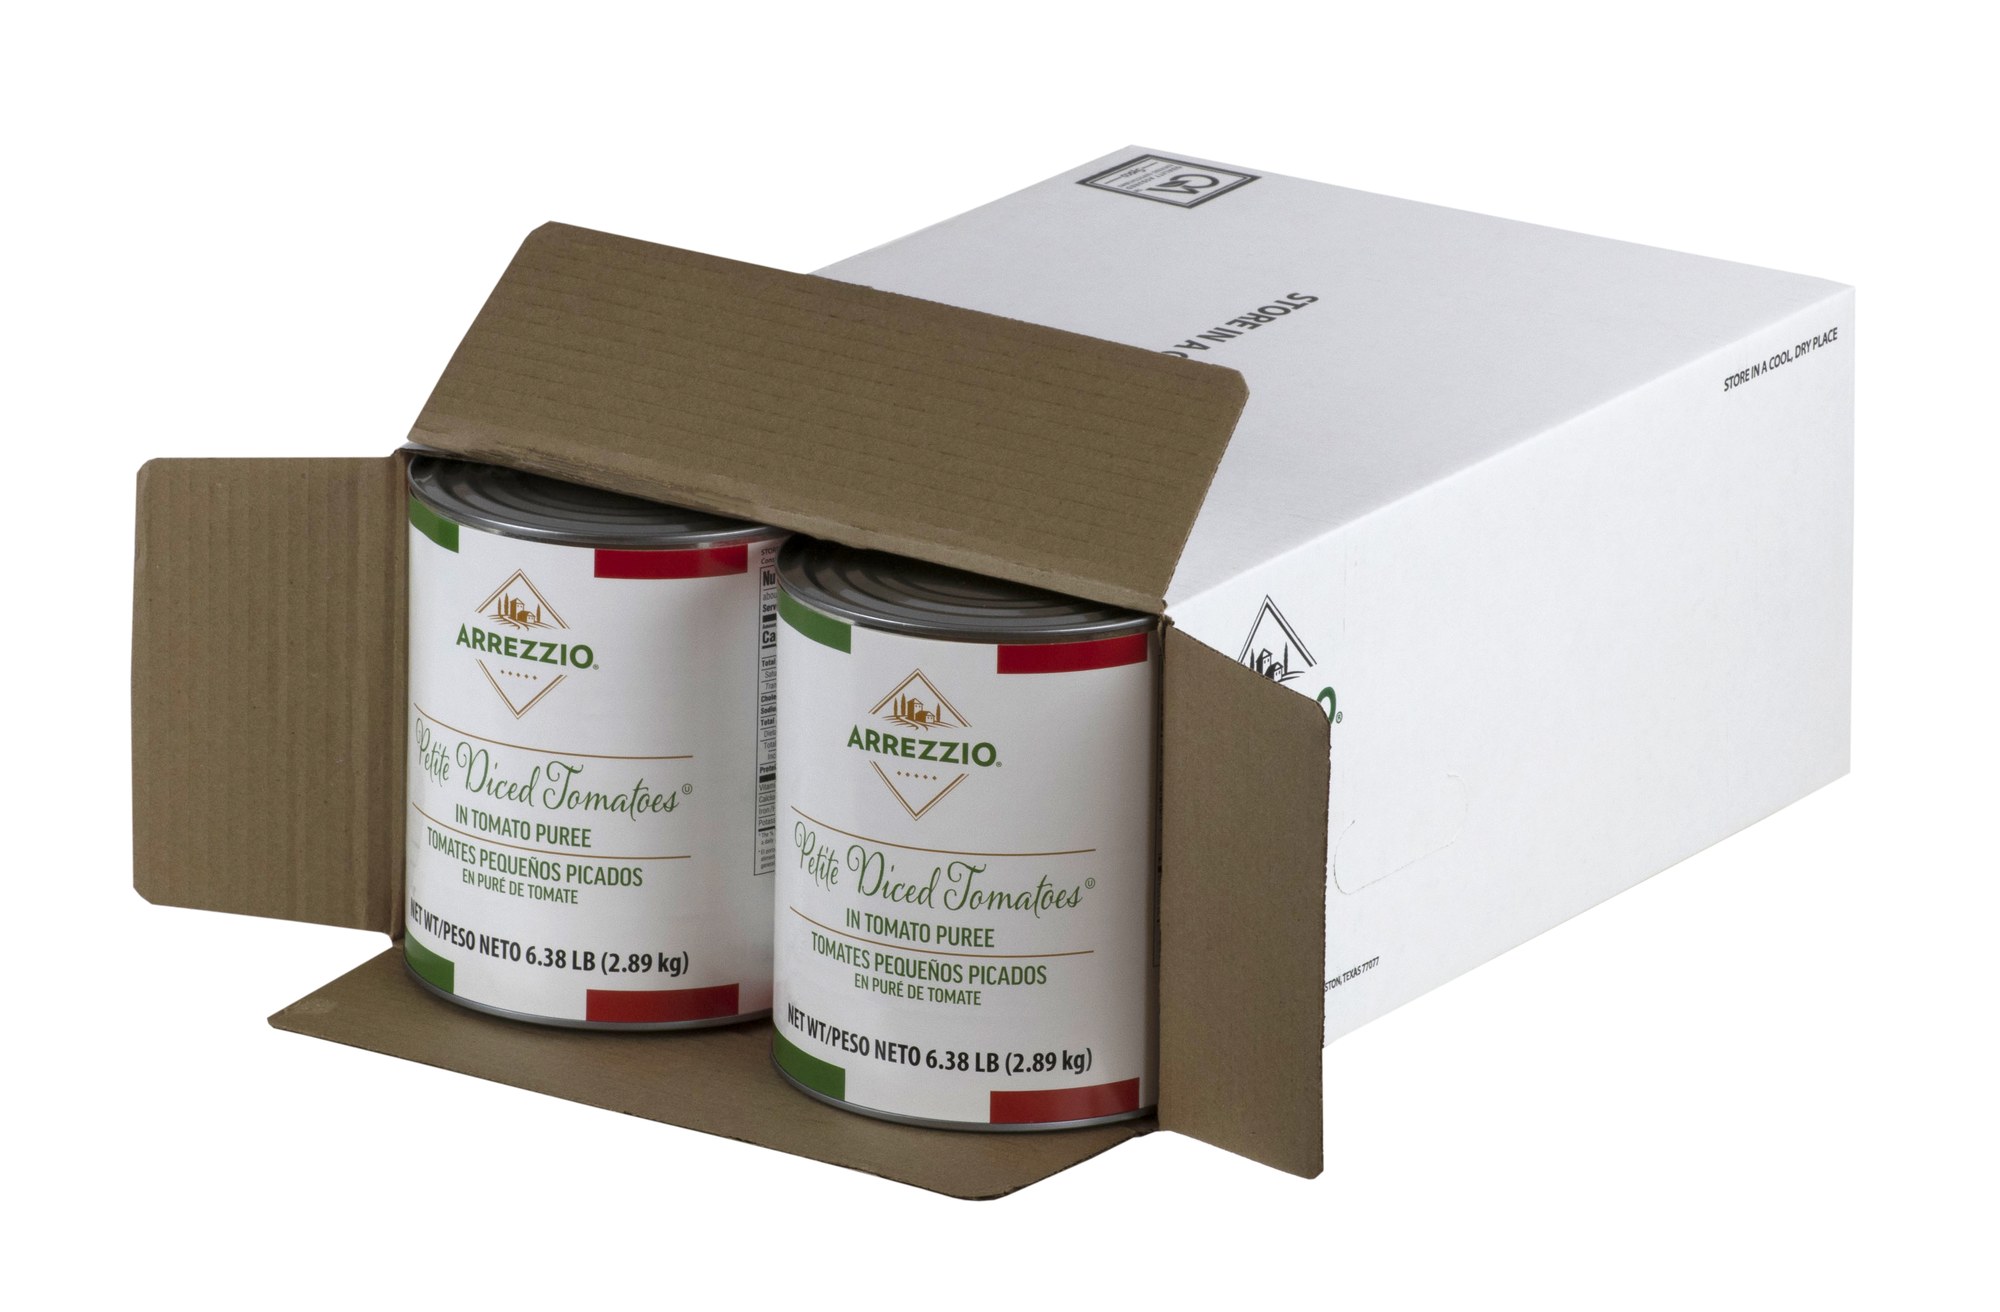 STORE IN A
STORE IN A COOL, DRY PLACE
ARREZZIO®
Petite Diced Tomatoes
IN TOMATO PUREE
TOMATES PEQUEÑOS PICADOS
EN PURÉ DE TOMATE
NET WT/PESO NETO 6.38 LB (2.89 kg)
ARREZZIO®
Petite Diced Tomatoes
IN TOMATO PUREE
TOMATES PEQUEÑOS PICADOS
EN PURÉ DE TOMATE
NET WT/PESO NETO 6.38 LB (2.89 kg)
TEXAS 77077